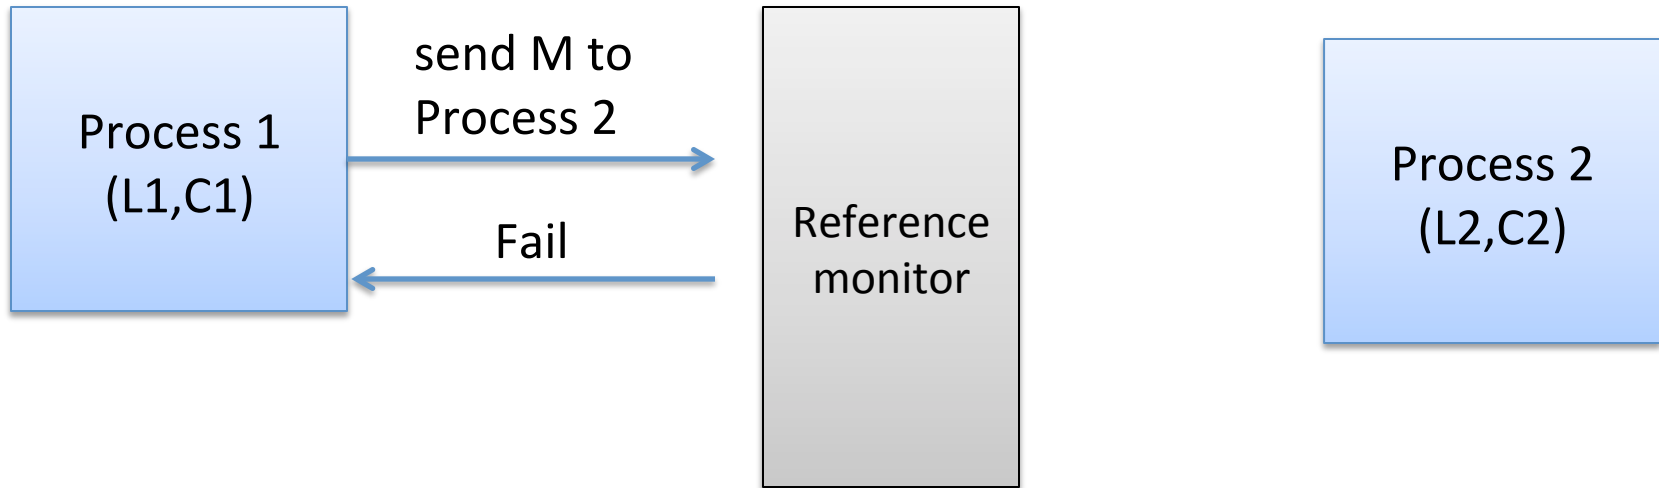 Process 1
(L1,C1)
send M to
Process 2
Fail
Reference
monitor
Process 2
(L2,C2)